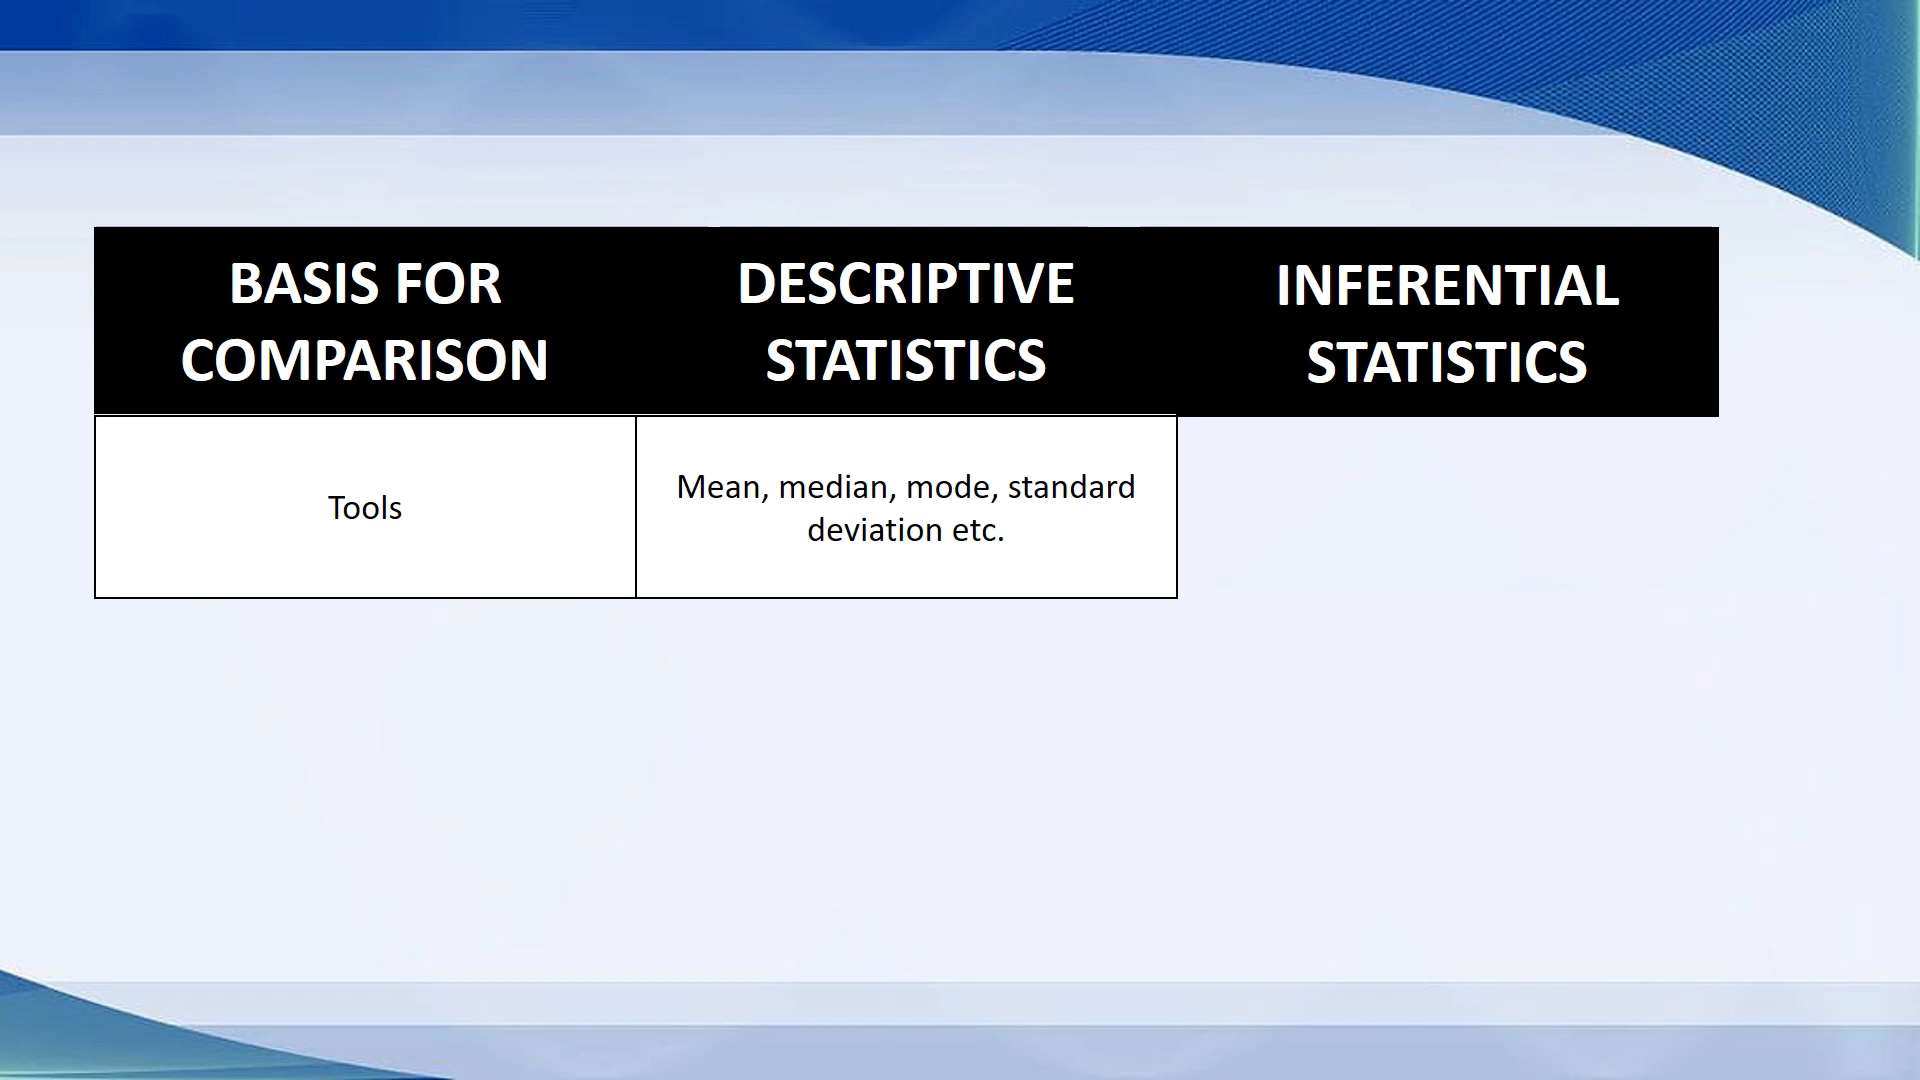 BASIS FOR
COMPARISON
DESCRIPTIVE
STATISTICS
INFERENTIAL
STATISTICS
Tools
Mean, median, mode, standard
deviation etc.